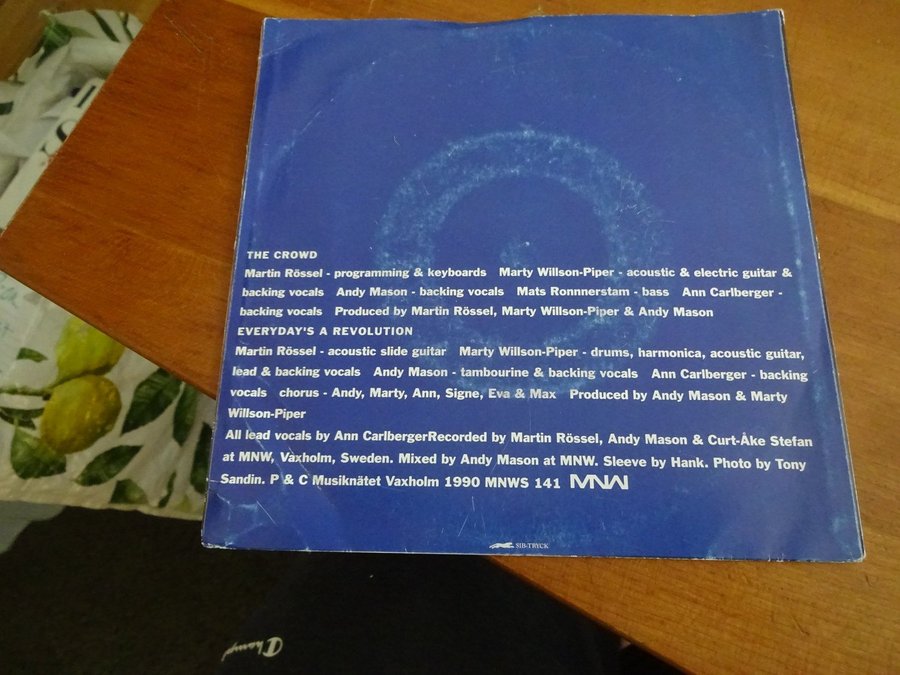 THE CROWD
Martin Rössel - programming & keyboards Marty Willson-Piper - acoustic & electric guitar &
backing vocals Andy Mason - backing vocals Mats Ronnnerstam - bass Ann Carlberger -
backing vocals Produced by Martin Rössel, Marty Willson-Piper & Andy Mason
EVERYDAY'S A REVOLUTION
Martin Rössel - acoustic slide guitar Marty Willson-Piper - drums, harmonica, acoustic guitar,
lead & backing vocals Andy Mason - tambourine & backing vocals Ann Carlberger - backing
vocals chorus - Andy, Marty, Ann, Signe, Eva & Max Produced by Andy Mason & Marty
Willson-Piper
All lead vocals by Ann CarlbergerRecorded by Martin Rössel, Andy Mason & Curt-Åke Stefan
at MNW, Vaxholm, Sweden. Mixed by Andy Mason at MNW. Sleeve by Hank. Photo by Tony
Sandin. P & C Musiknätet Vaxholm 1990 MNWS 141 MNW
SIB-TRYCK